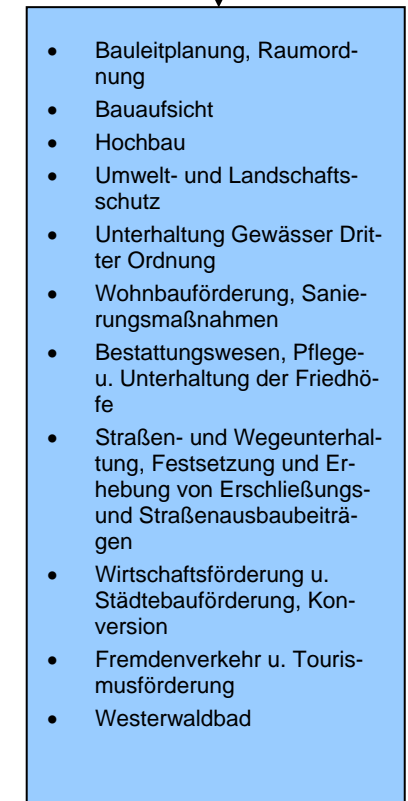 • Bauleitplanung, Raumord-
nung
• Bauaufsicht
• Hochbau
• Umwelt- und Landschafts-
schutz
• Unterhaltung Gewässer Drit-
ter Ordnung
• Wohnbauförderung, Sanie-
rungsmaßnahmen
• Bestattungswesen, Pflege-
u. Unterhaltung der Friedhö-
fe
• Straßen- und Wegeunterhal-
tung, Festsetzung und Er-
hebung von Erschließungs-
und Straßenausbaubeiträ-
gen
• Wirtschaftsförderung u.
Städtebauförderung, Kon-
version
• Fremdenverkehr u. Touris-
musförderung
• Westerwaldbad